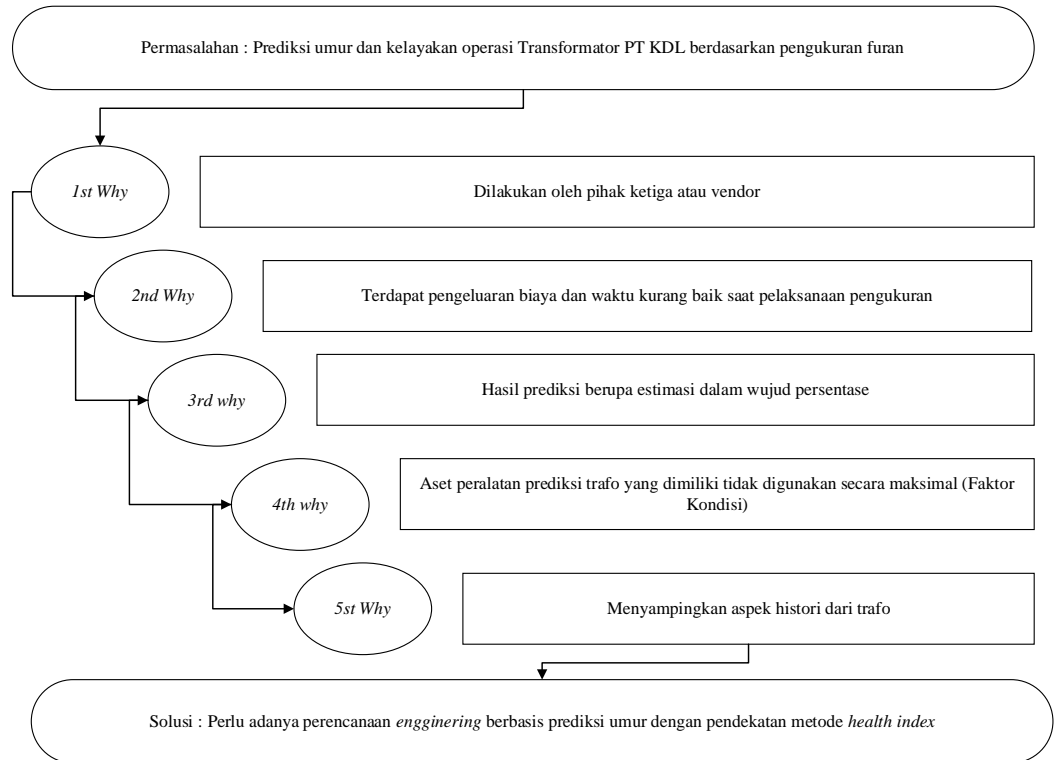 Permasalahan : Prediksi umur dan kelayakan operasi Transformator PT KDL berdasarkan pengukuran furan
1st Why
Dilakukan oleh pihak ketiga atau vendor
2nd Why
Terdapat pengeluaran biaya dan waktu kurang baik saat pelaksanaan pengukuran
3rd why
Hasil prediksi berupa estimasi dalam wujud persentase
4th why
Aset peralatan prediksi trafo yang dimiliki tidak digunakan secara maksimal (Faktor
Kondisi)
5st Why
Menyampingkan aspek histori dari trafo
Solusi : Perlu adanya perencanaan engginering berbasis prediksi umur dengan pendekatan metode health index